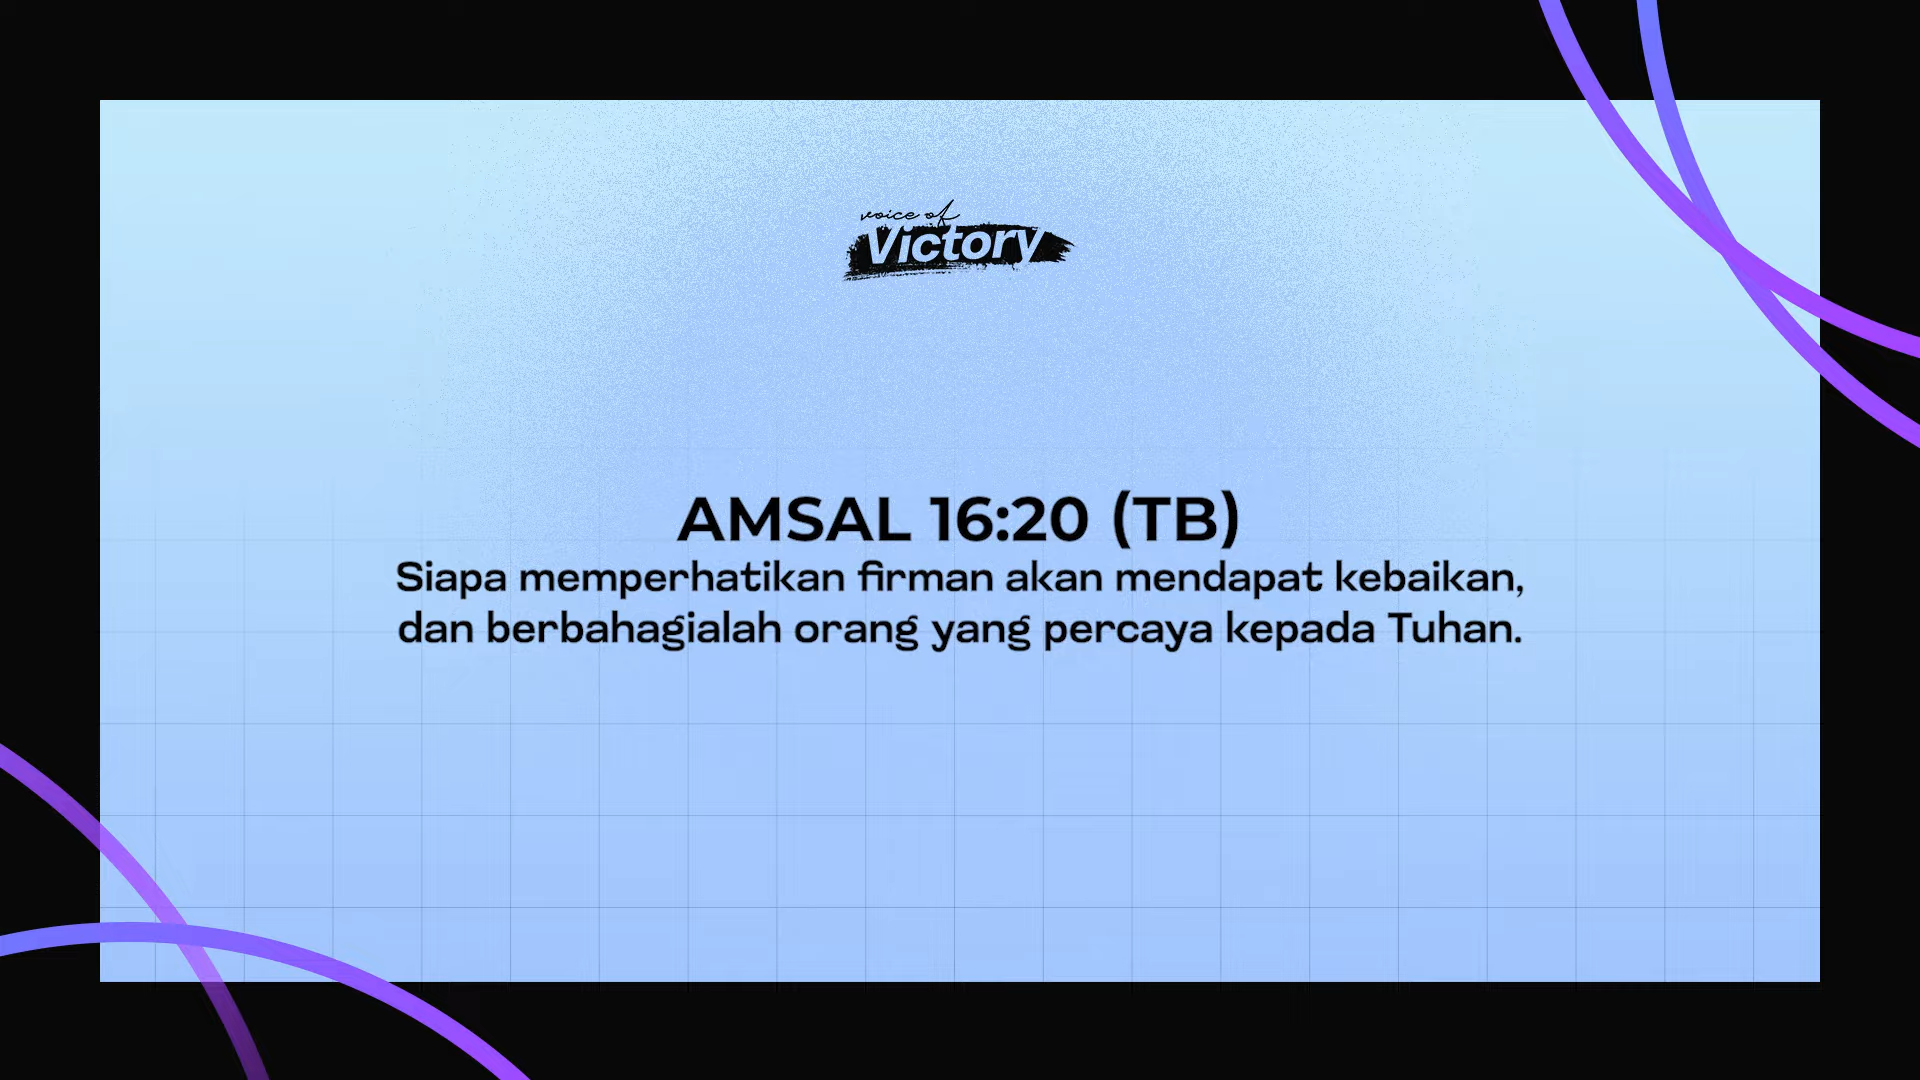 voice of
Victory
AMSAL 16:20 (TB)
Siapa memperhatikan firman akan mendapat kebaikan,
dan berbahagialah orang yang percaya kepada Tuhan.